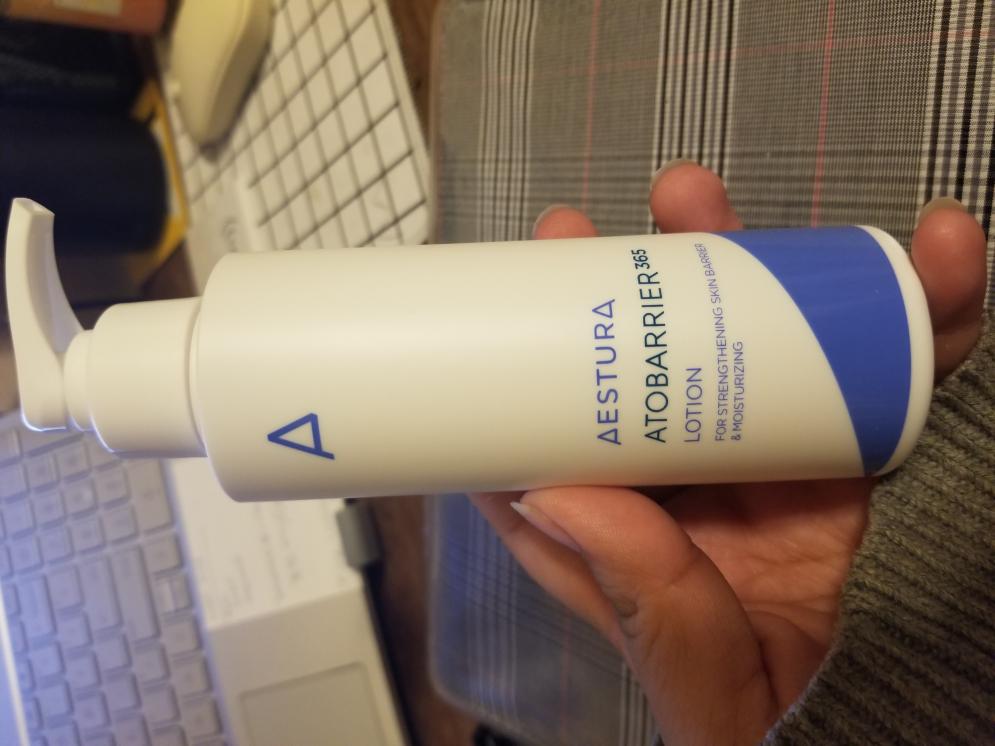 A
AESTURA
ATOBARRIER365
LOTION
FOR STRENGTHENING SKIN BARRIER
& MOISTURIZING